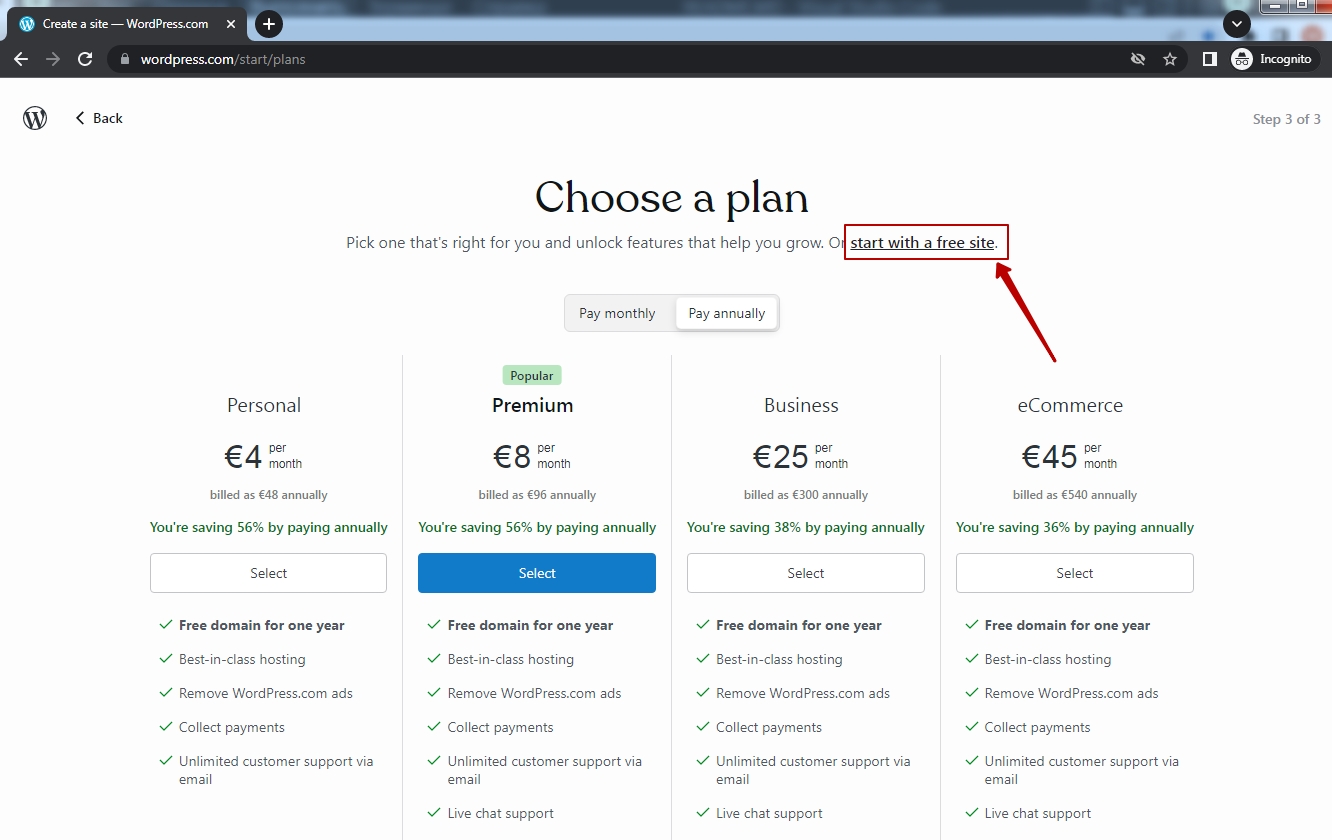 Create a site — WordPress.com
wordpress.com/start/plans
Incognito
Back
Step 3 of 3
Choose a plan
Pick one that's right for you and unlock features that help you grow. Or start with a free site.
Pay monthly
Pay annually
Popular
Personal
Premium
Business
eCommerce
€4 per month
€8 per month
€25 per month
€45 per month
billed as €48 annually
billed as €96 annually
billed as €300 annually
billed as €540 annually
You're saving 56% by paying annually
You're saving 56% by paying annually
You're saving 38% by paying annually
You're saving 36% by paying annually
Select
Select
Select
Select
Free domain for one year
Best-in-class hosting
Remove WordPress.com ads
Collect payments
Unlimited customer support via
email
Free domain for one year
Best-in-class hosting
Remove WordPress.com ads
Collect payments
Unlimited customer support via
email
Live chat support
Free domain for one year
Best-in-class hosting
Remove WordPress.com ads
Collect payments
Unlimited customer support via
email
Live chat support
Free domain for one year
Best-in-class hosting
Remove WordPress.com ads
Collect payments
Unlimited customer support via
email
Live chat support